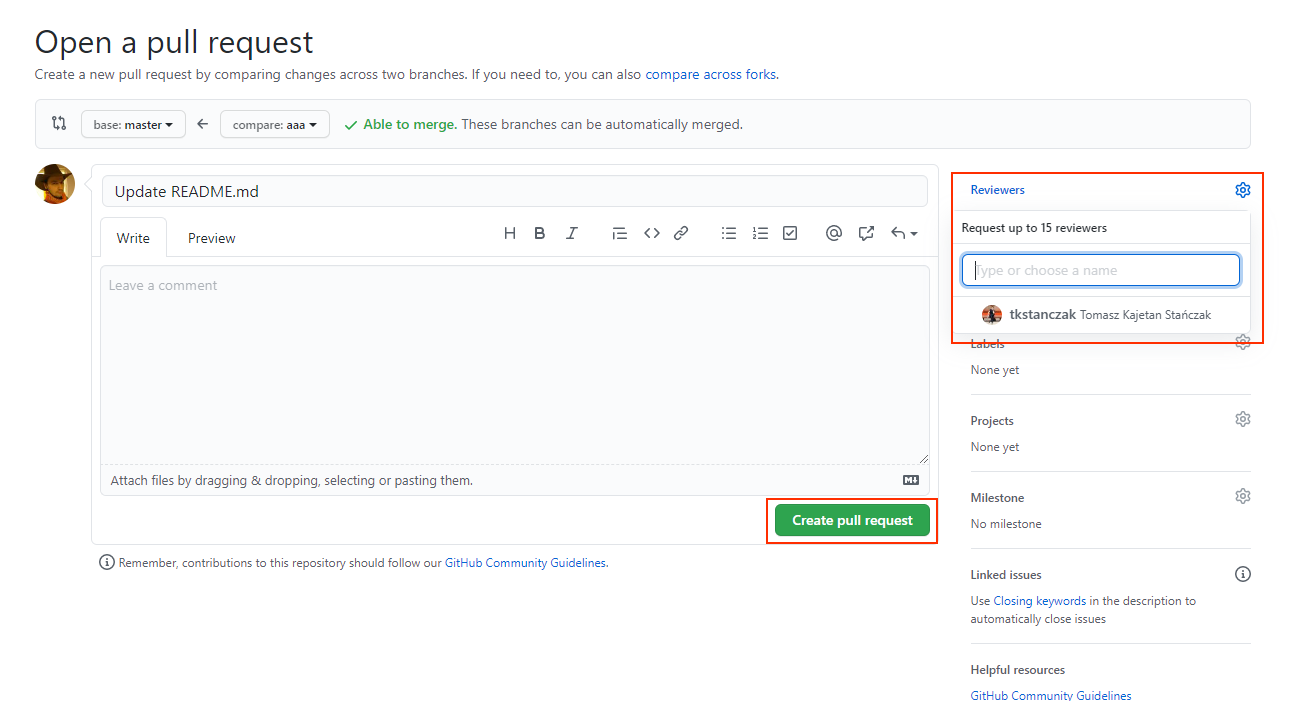 Open a pull request
Create a new pull request by comparing changes across two branches. If you need to, you can also compare across forks.
base: master
compare: aaa
Able to merge. These branches can be automatically merged.
Update README.md
Write
Preview
H B I
Leave a comment
Attach files by dragging & dropping, selecting or pasting them.
Create pull request
Remember, contributions to this repository should follow our GitHub Community Guidelines.
Reviewers
Request up to 15 reviewers
Type or choose a name
tkstanczak Tomasz Kajetan Stańczak
Labels
None yet
Projects
None yet
Milestone
No milestone
Linked issues
Use Closing keywords in the description to
automatically close issues
Helpful resources
GitHub Community Guidelines